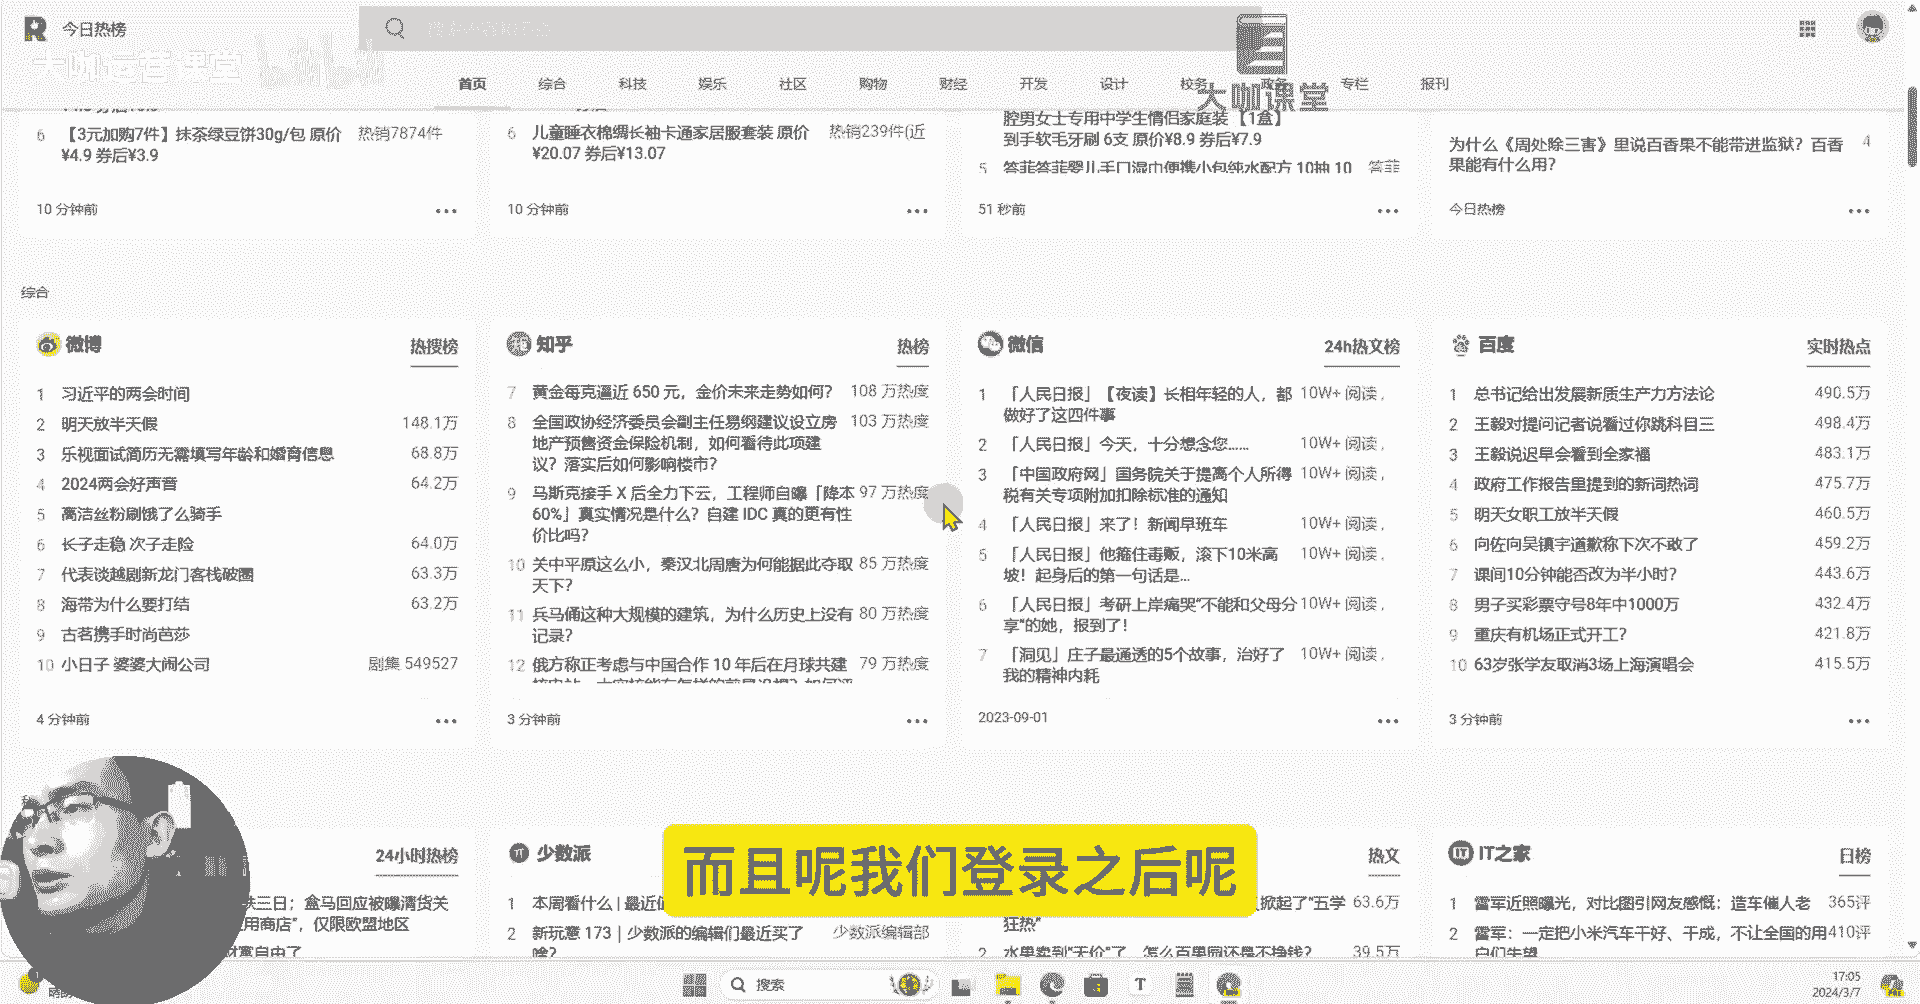 今日热榜
大咖运营课堂 bilibili
大咖课堂
首页 综合 科技 娱乐 社区 购物 财经 开发 设计 校务 政务 专栏 报刊
6 【3元加购7件】抹茶绿豆饼30g/包 原价 热销7874件
¥4.9 券后¥3.9
10 分钟前
6 儿童睡衣棉绸长袖卡通家居服套装 原价 热销239件(近
¥20.07 券后¥13.07
10 分钟前
腔男女士专用中学生情侣家庭装 【1盒】
到手软毛牙刷 6支 原价¥8.9 券后¥7.9
5 答菲答菲婴儿手口湿巾便携小包纯水配方 10抽 10 答菲
51 秒前
为什么《周处除三害》里说百香果不能带进监狱？百香 4
果能有什么用？
今日热榜
综合
微博 热搜榜
1 习近平的两会时间
2 明天放半天假 148.1万
3 乐视面试简历无需填写年龄和婚育信息 68.8万
4 2024两会好声音 64.2万
5 高洁丝粉刷饿了么骑手
6 长子走稳 次子走险 64.0万
7 代表谈越剧新龙门客栈破圈 63.3万
8 海带为什么要打结 63.2万
9 古茗携手时尚芭莎
10 小日子 婆婆大闹公司 剧集 549527
4 分钟前
知乎 热榜
7 黄金每克逼近 650 元，金价未来走势如何？ 108 万热度
8 全国政协经济委员会副主任易纲建议设立房 103 万热度
地产预售资金保险机制，如何看待此项建
议？落实后如何影响楼市？
9 马斯克接手 X 后全力下云，工程师自曝「降本 97 万热度
60%」真实情况是什么？自建 IDC 真的更有性
价比吗？
10 关中平原这么小，秦汉北周唐为何能据此夺取 85 万热度
天下？
11 兵马俑这种大规模的建筑，为什么历史上没有 80 万热度
记录？
12 俄方称正考虑与中国合作 10 年后在月球共建 79 万热度
3 分钟前
微信 24h热文榜
1 「人民日报」【夜读】长相年轻的人，都 10W+ 阅读，
做好了这四件事
2 「人民日报」今天，十分想念您…… 10W+ 阅读，
3 「中国政府网」国务院关于提高个人所得 10W+ 阅读，
税有关专项附加扣除标准的通知
4 「人民日报」来了！新闻早班车 10W+ 阅读，
5 「人民日报」他箍住毒贩，滚下10米高 10W+ 阅读，
坡！起身后的第一句话是...
6 「人民日报」考研上岸痛哭“不能和父母分 10W+ 阅读，
享”的她，报到了！
7 「洞见」庄子最通透的5个故事，治好了 10W+ 阅读，
我的精神内耗
2023-09-01
百度 实时热点
1 总书记给出发展新质生产力方法论 490.5万
2 王毅对提问记者说看过你跳科目三 498.4万
3 王毅说迟早会看到全家福 483.1万
4 政府工作报告里提到的新词热词 475.7万
5 明天女职工放半天假 460.5万
6 向佐向吴镇宇道歉称下次不敢了 459.2万
7 课间10分钟能否改为半小时？ 443.6万
8 男子买彩票守号8年中1000万 432.4万
9 重庆有机场正式开工？ 421.8万
10 63岁张学友取消3场上海演唱会 415.5万
3 分钟前
24小时热榜
三日；盒马回应被曝清货关
用商店”，仅限欧盟地区
财富自由了
少数派
1 本周看什么 | 最近值
2 新玩意 173｜少数派的编辑们最近买了 少数派编辑部
啥？
热文
掀起了“五学 63.6万
狂热”
2 水果卖到“天价”了，怎么百果园还是不挣钱？ 39.5万
IT之家 日榜
1 雷军近照曝光，对比图引网友感慨：造车催人老 365评
2 雷军：一定把小米汽车干好、干成，不让全国的用 410评
户们失望
而且呢我们登录之后呢
搜索
17:05
2024/3/7